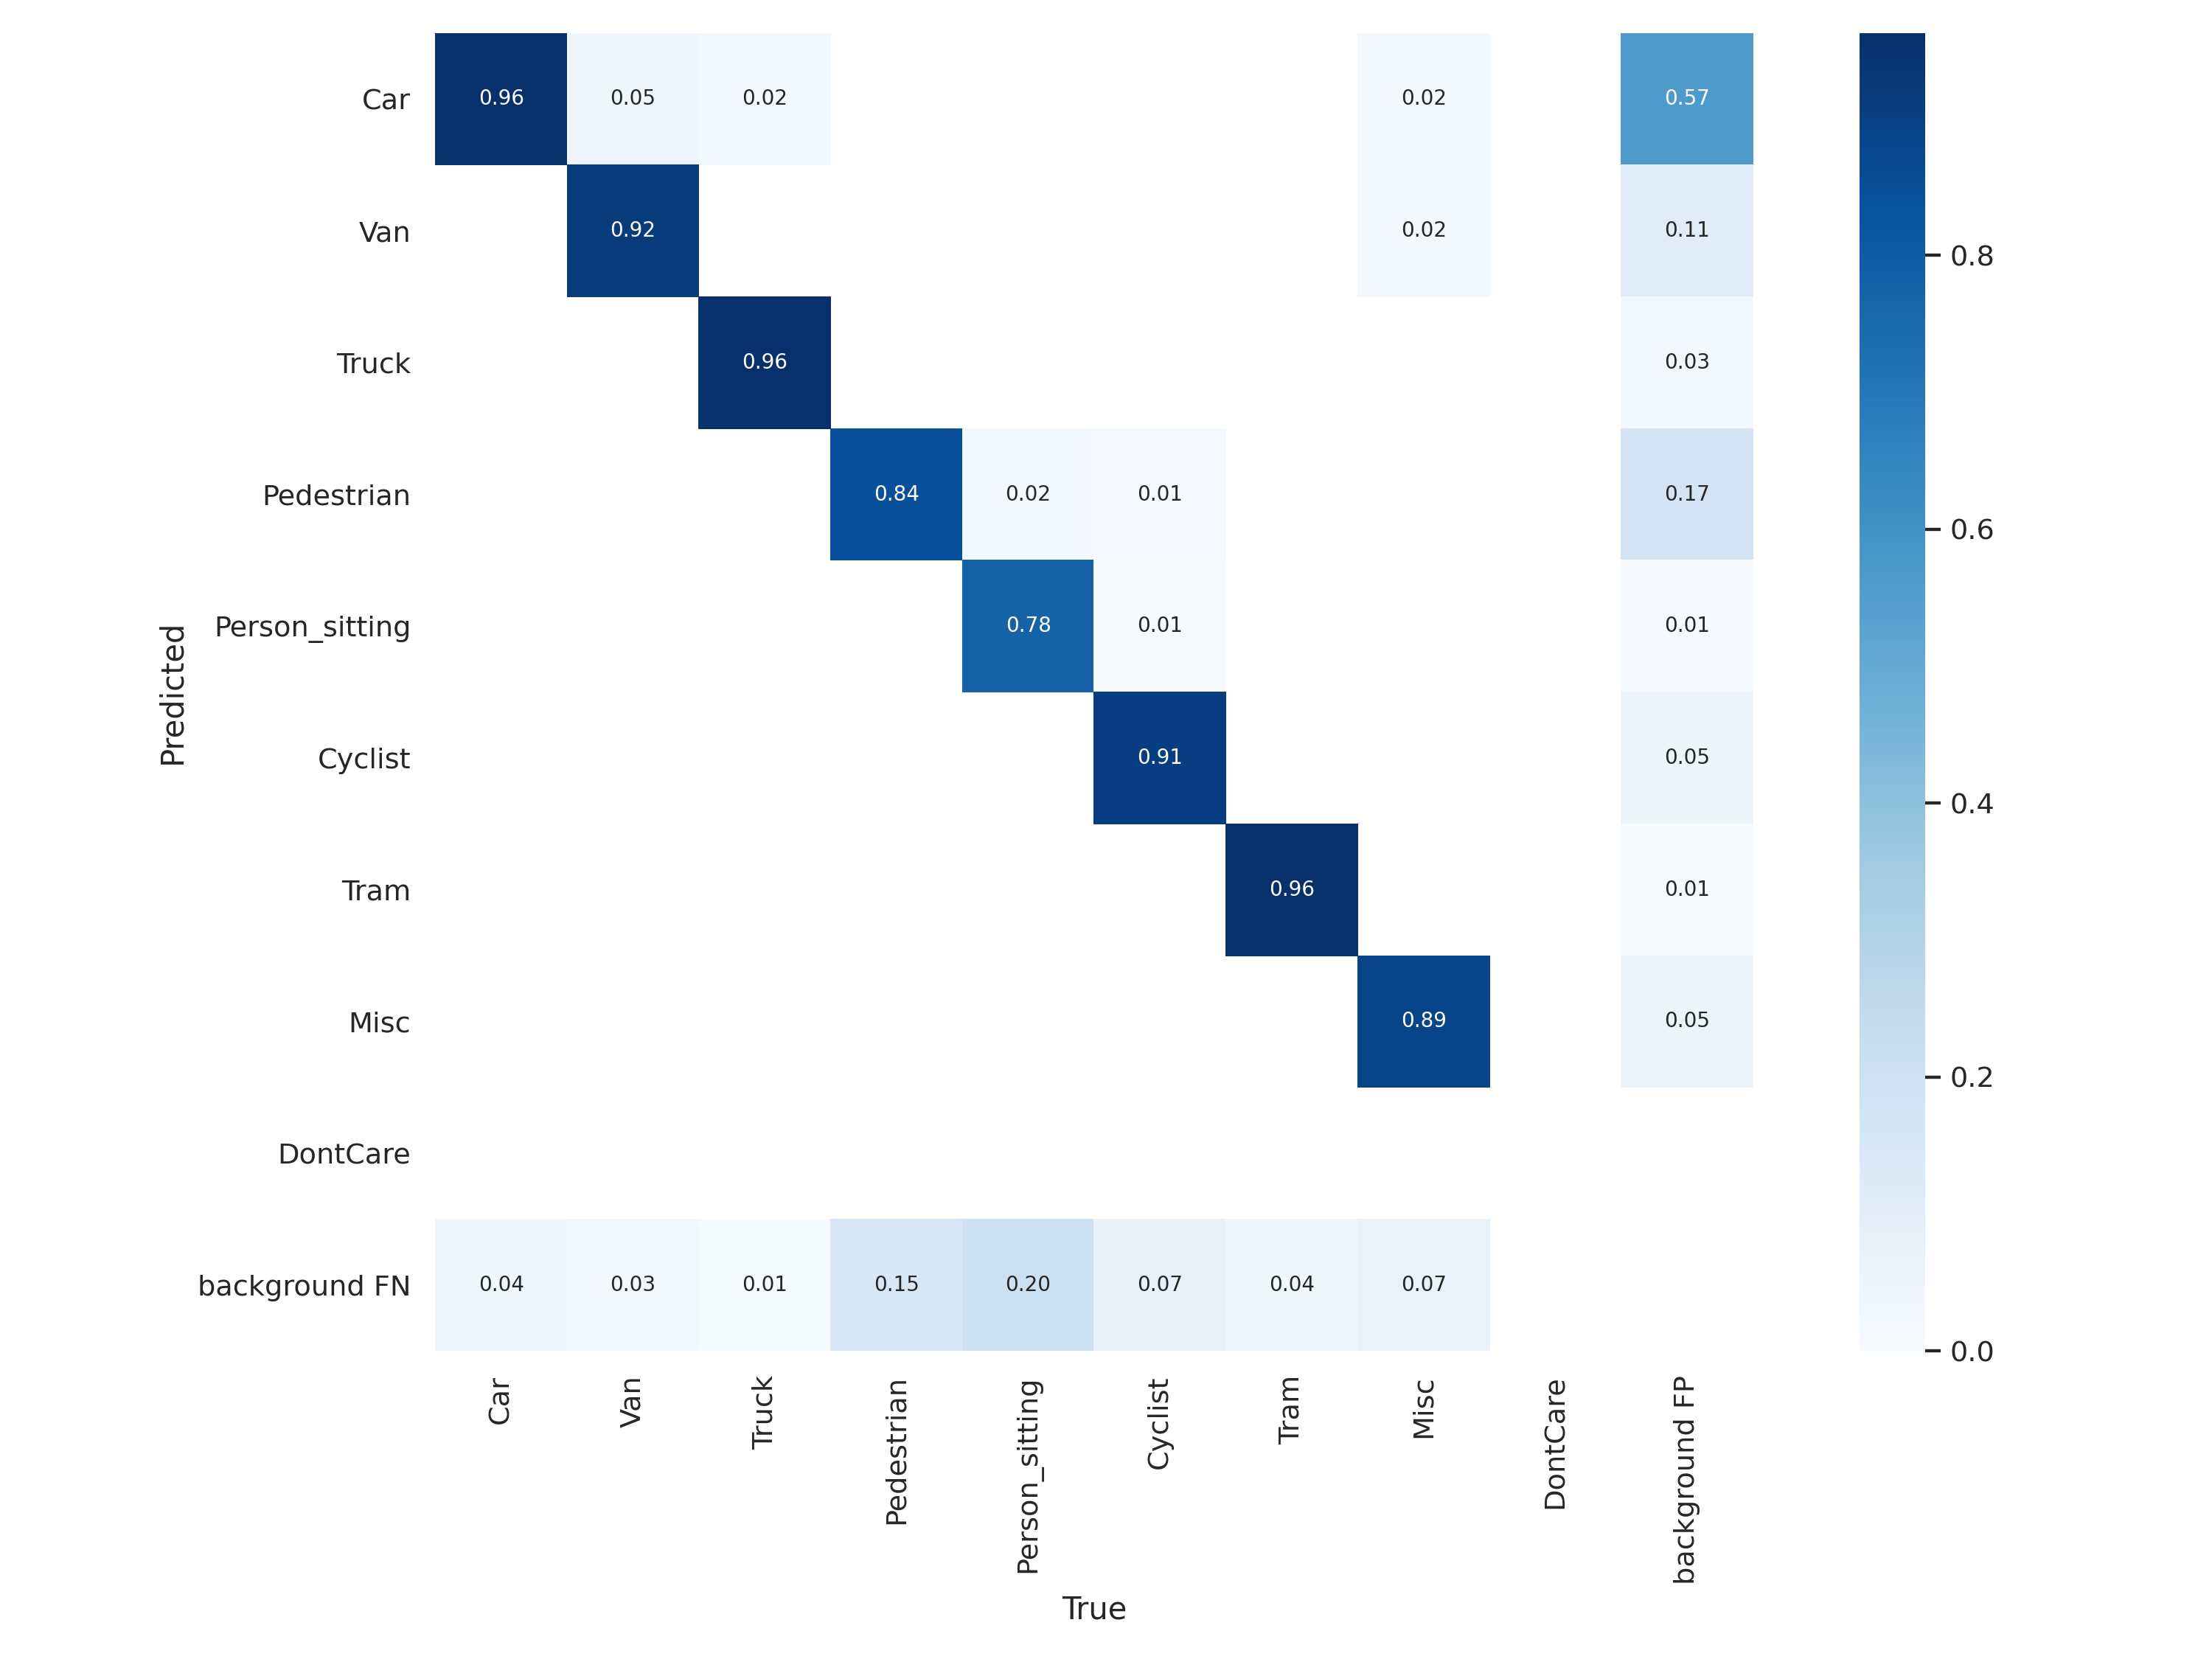 Car 0.96 0.05 0.02 0.02 0.57
Van 0.92 0.02 0.11
Truck 0.96 0.03
Pedestrian 0.84 0.02 0.01 0.17
Person_sitting 0.78 0.01 0.01
Cyclist 0.91 0.05
Tram 0.96 0.01
Misc 0.89 0.05
DontCare
background FN 0.04 0.03 0.01 0.15 0.20 0.07 0.04 0.07
Predicted
Car
Van
Truck
Pedestrian
Person_sitting
Cyclist
Tram
Misc
DontCare
background FP
True
0.8
0.6
0.4
0.2
0.0